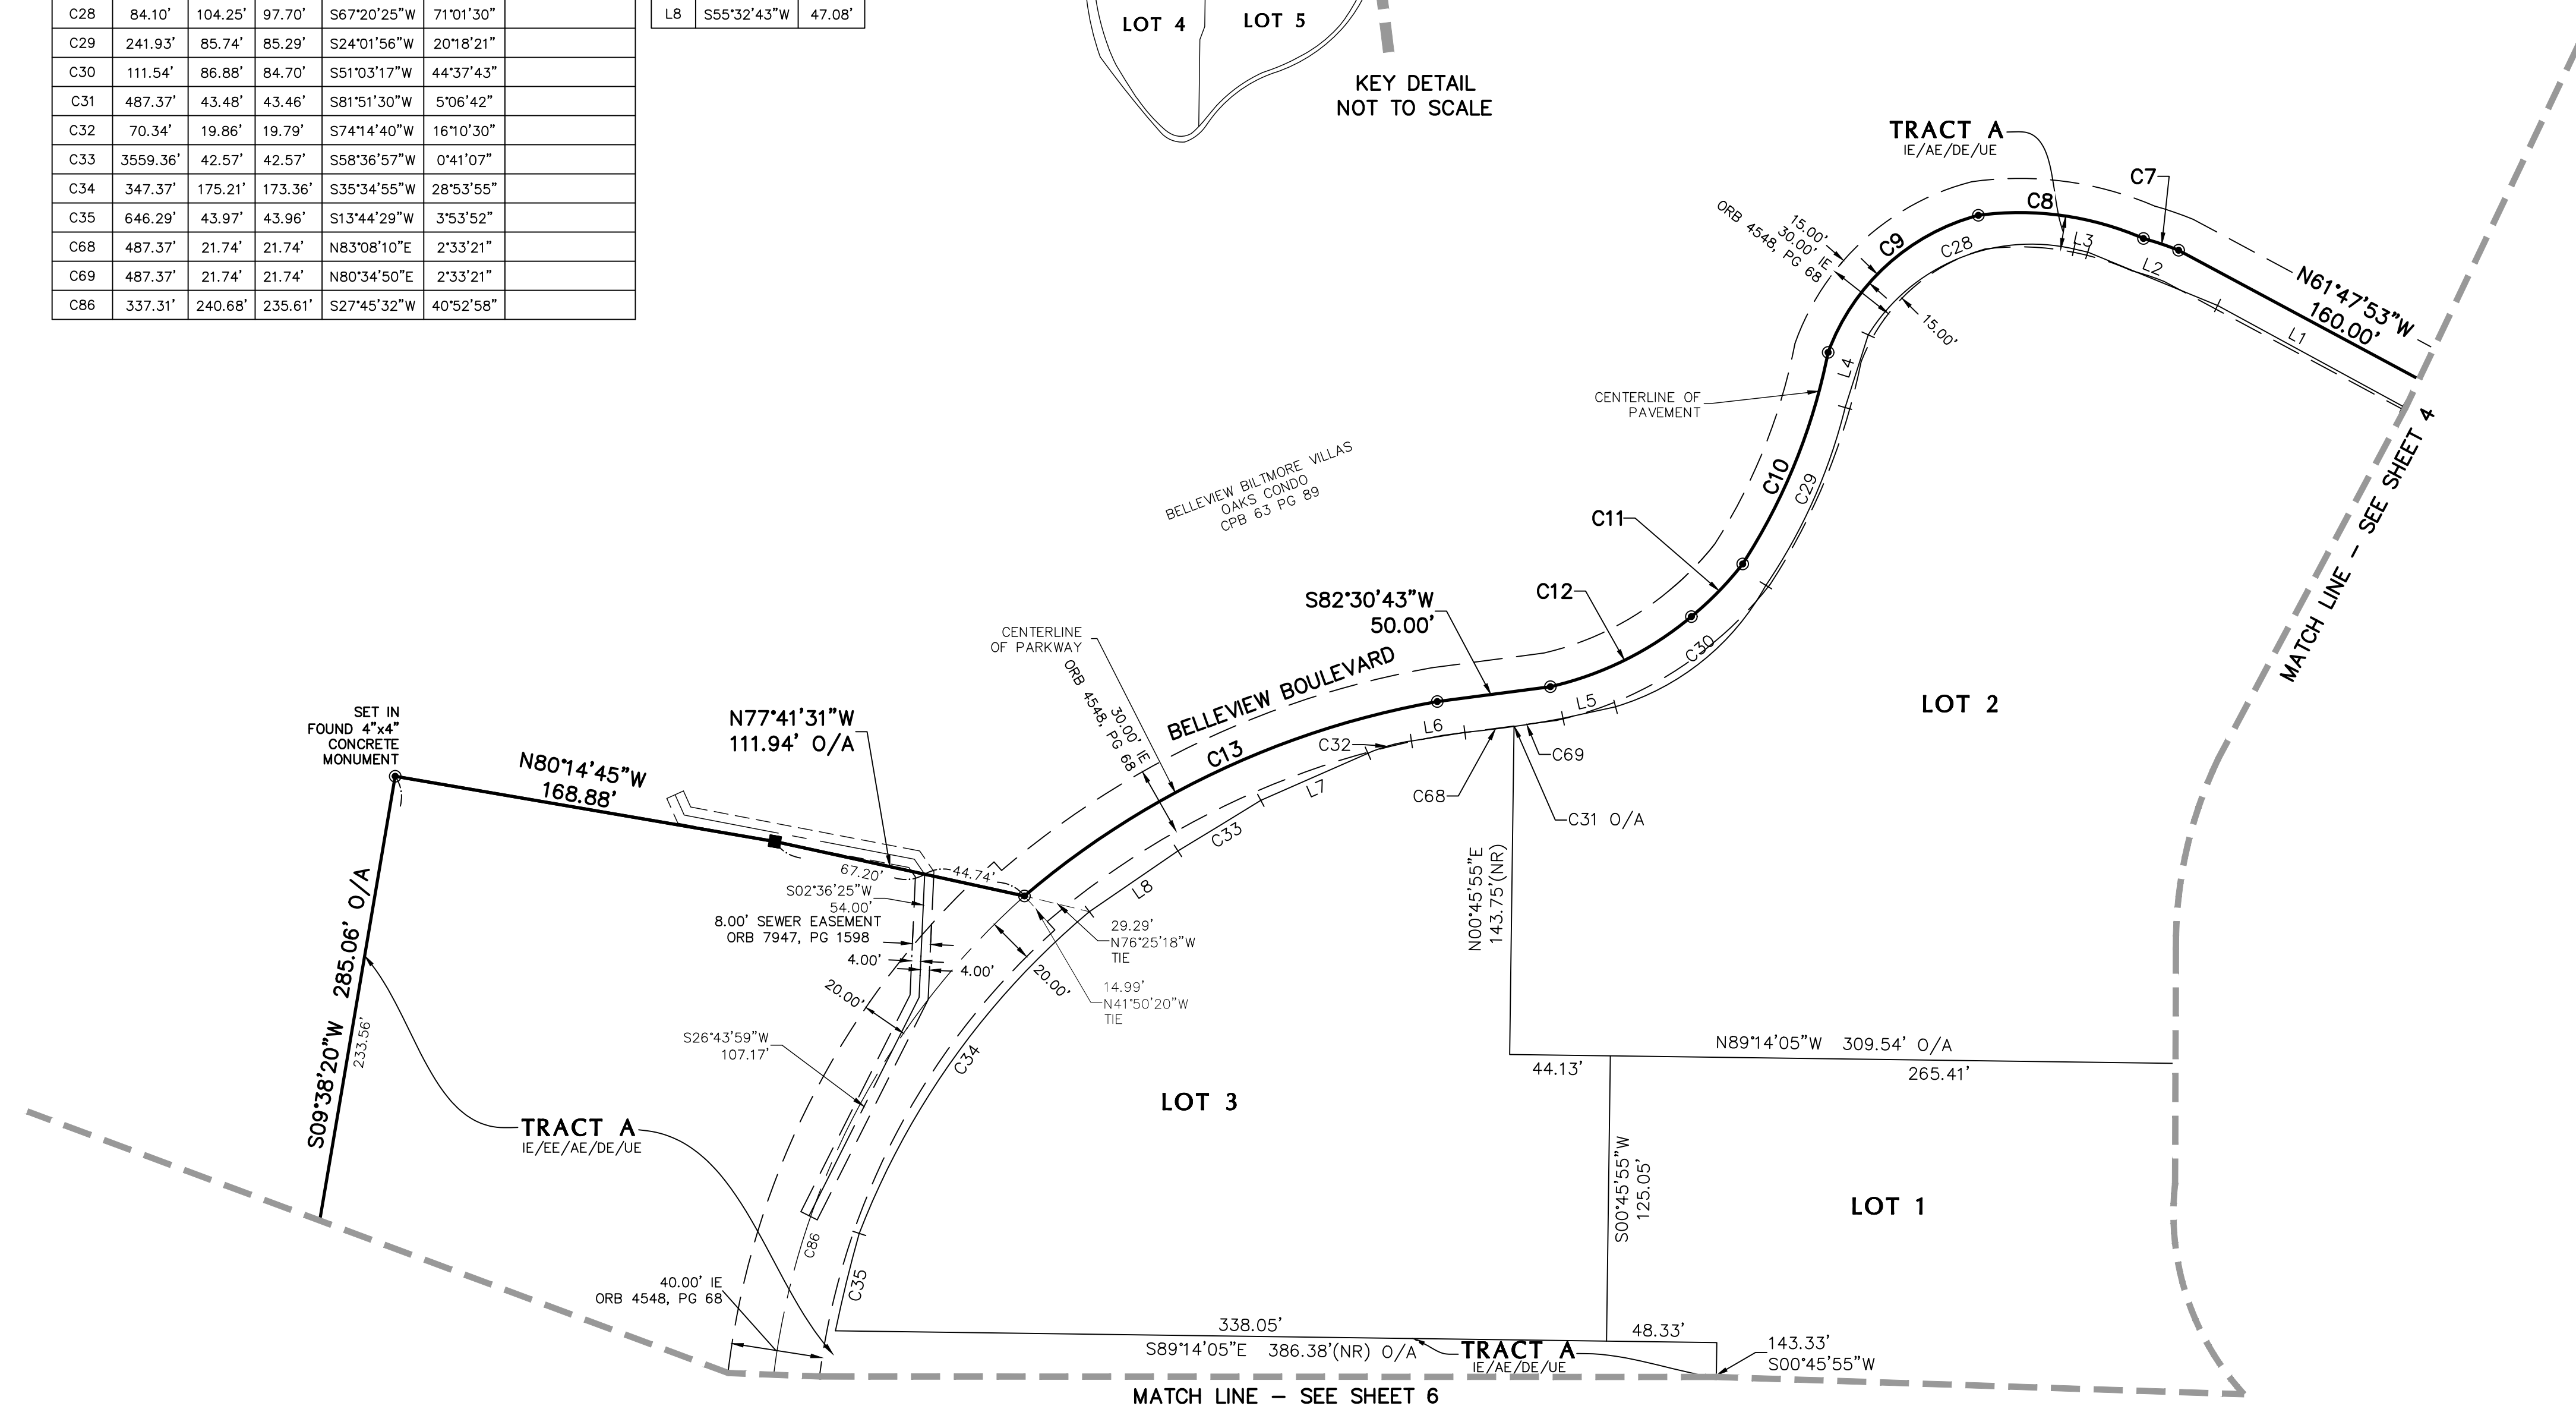 C28 84.10' 104.25' 97.70' S67°20'25"W 71°01'30"
C29 241.93' 85.74' 85.29' S24°01'56"W 20°18'21"
C30 111.54' 86.88' 84.70' S51°03'17"W 44°37'43"
C31 487.37' 43.48' 43.46' S81°51'30"W 5°06'42"
C32 70.34' 19.86' 19.79' S74°14'40"W 16°10'30"
C33 3559.36' 42.57' 42.57' S58°36'57"W 0°41'07"
C34 347.37' 175.21' 173.36' S35°34'55"W 28°53'55"
C35 646.29' 43.97' 43.96' S13°44'29"W 3°53'52"
C68 487.37' 21.74' 21.74' N83°08'10"E 2°33'21"
C69 487.37' 21.74' 21.74' N80°34'50"E 2°33'21"
C86 337.31' 240.68' 235.61' S27°45'32"W 40°52'58"
L8 S55°32'43"W 47.08'
LOT 4
LOT 5
KEY DETAIL
NOT TO SCALE
TRACT A
IE/AE/DE/UE
C7
C8
C9
C28
L3
L2
L1
N61°47'53"W
160.00'
15.00'
30.00' IE
ORB 4548, PG 68
15.00'
L4
CENTERLINE OF
PAVEMENT
MATCH LINE – SEE SHEET 4
C10
C29
C11
C12
C30
BELLEVIEW BILTMORE VILLAS
OAKS CONDO
CPB 63 PG 89
S82°30'43"W
50.00'
CENTERLINE
OF PARKWAY
30.00' IE
ORB 4548, PG 68
BELLEVIEW BOULEVARD
C13
L5
L6
C32
C69
C68
C31 O/A
L7
C33
L8
LOT 2
SET IN
FOUND 4"x4"
CONCRETE
MONUMENT
N80°14'45"W
168.88'
N77°41'31"W
111.94' O/A
67.20'
44.74'
S02°36'25"W
54.00'
8.00' SEWER EASEMENT
ORB 7947, PG 1598
4.00'
4.00'
20.00'
20.00'
29.29'
N76°25'18"W
TIE
14.99'
N41°50'20"W
TIE
S26°43'59"W
107.17'
C34
S09°38'20"W 285.06' O/A
233.56'
TRACT A
IE/EE/AE/DE/UE
N00°45'55"E
143.75'(NR)
N89°14'05"W 309.54' O/A
44.13'
265.41'
LOT 3
S00°45'55"W
125.05'
LOT 1
C86
C35
40.00' IE
ORB 4548, PG 68
338.05'
48.33'
S89°14'05"E 386.38'(NR) O/A
TRACT A
IE/AE/DE/UE
143.33'
S00°45'55"W
MATCH LINE – SEE SHEET 6